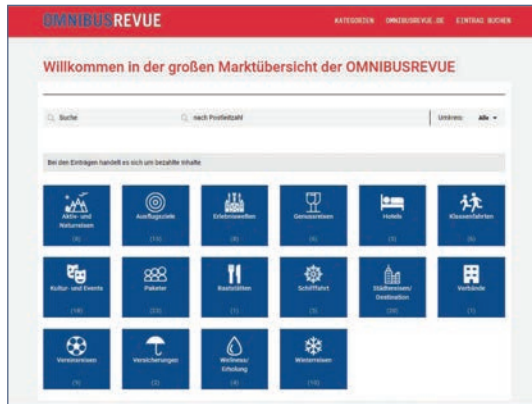 OMNIBUSREVUE
KATEGORIEN OMNIBUSREVUE.DE EINTRAG BUCHEN
Willkommen in der großen Marktübersicht der OMNIBUSREVUE
Suche nach Postleitzahl Umkreis: Alle
Bei den Einträgen handelt es sich um bezahlte Inhalte
Aktiv- und
Naturreisen
Ausflugsziele
Erlebniswelten
Genussreisen
Hotels
Klassenfahrten
Kultur- und Events
Paketer
Raststätten
Schifffahrt
Städtereisen/
Destination
Verbände
Vereinsreisen
Versicherungen
Wellness/
Erholung
Winterreisen